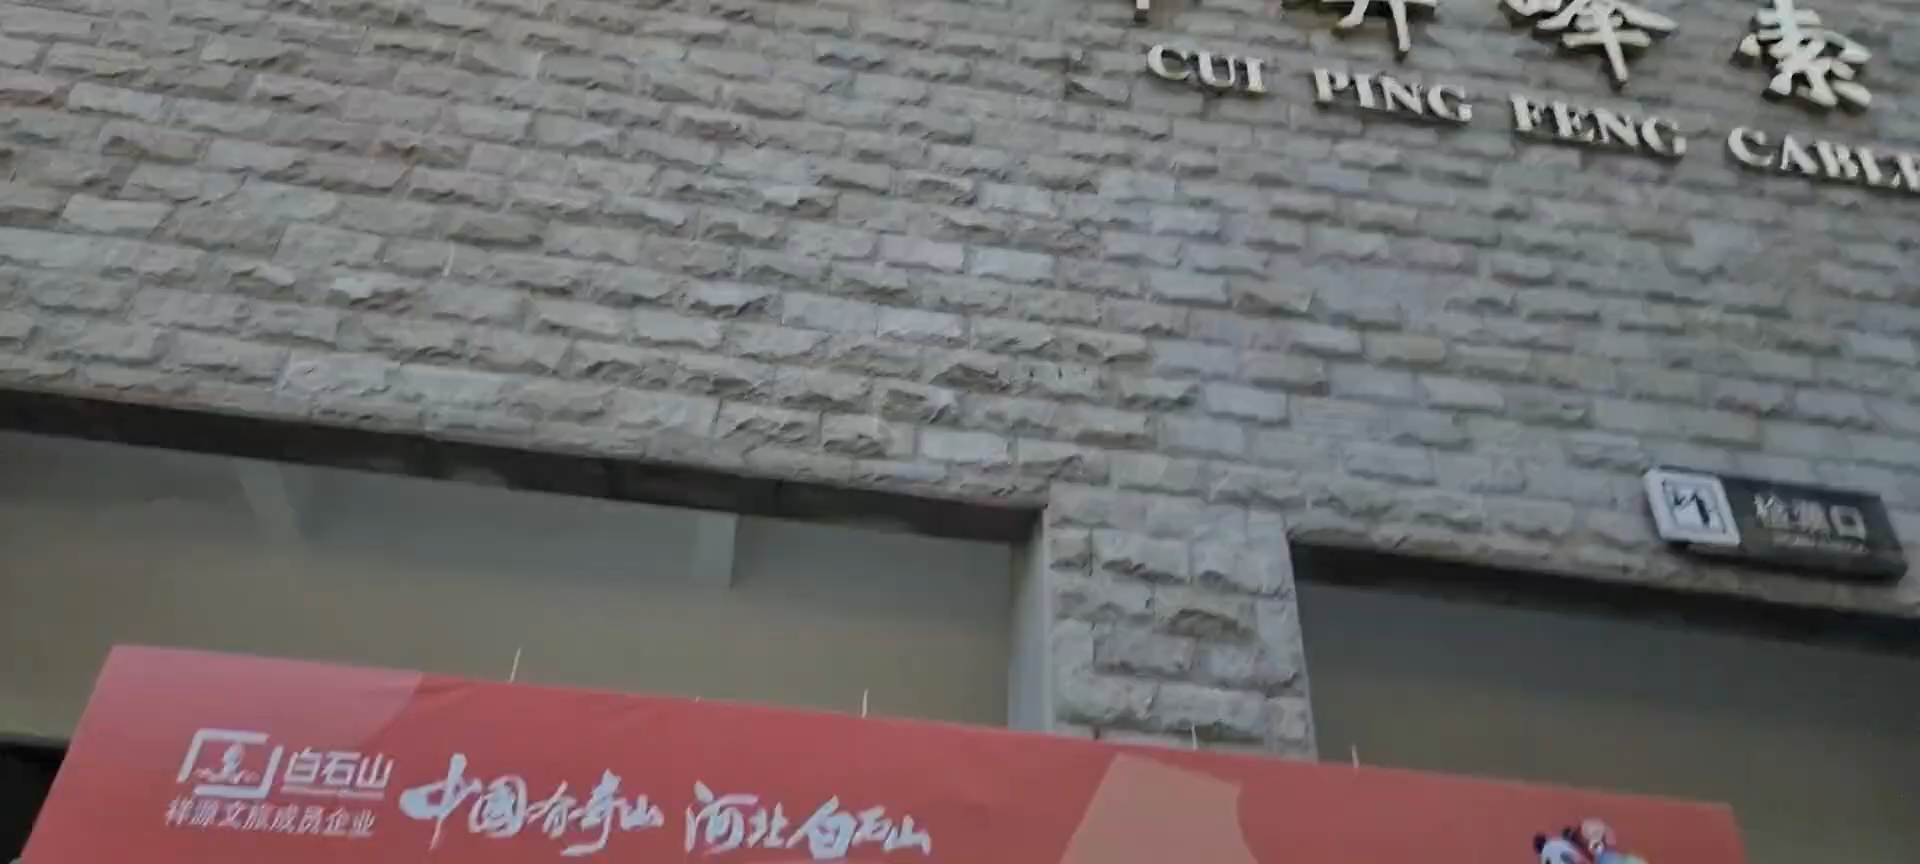 峰索
CUI PING FENG CABLE
检票口
白石山
祥源文旅成员企业
中国有奇山 河北白石山